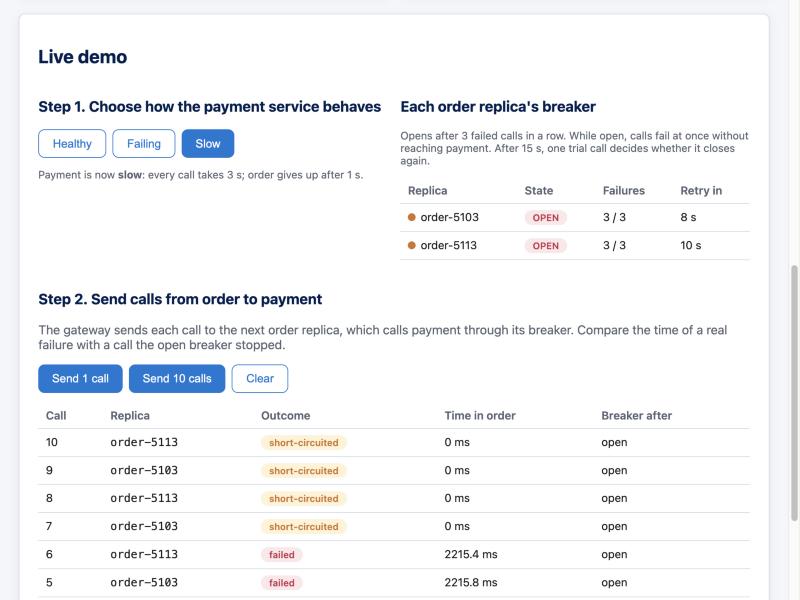 Live demo
Step 1. Choose how the payment service behaves
Healthy Failing Slow
Payment is now slow: every call takes 3 s; order gives up after 1 s.
Each order replica's breaker
Opens after 3 failed calls in a row. While open, calls fail at once without
reaching payment. After 15 s, one trial call decides whether it closes
again.
Replica State Failures Retry in
order-5103 OPEN 3 / 3 8 s
order-5113 OPEN 3 / 3 10 s
Step 2. Send calls from order to payment
The gateway sends each call to the next order replica, which calls payment through its breaker. Compare the time of a real
failure with a call the open breaker stopped.
Send 1 call Send 10 calls Clear
Call Replica Outcome Time in order Breaker after
10 order-5113 short-circuited 0 ms open
9 order-5103 short-circuited 0 ms open
8 order-5113 short-circuited 0 ms open
7 order-5103 short-circuited 0 ms open
6 order-5113 failed 2215.4 ms open
5 order-5103 failed 2215.8 ms open